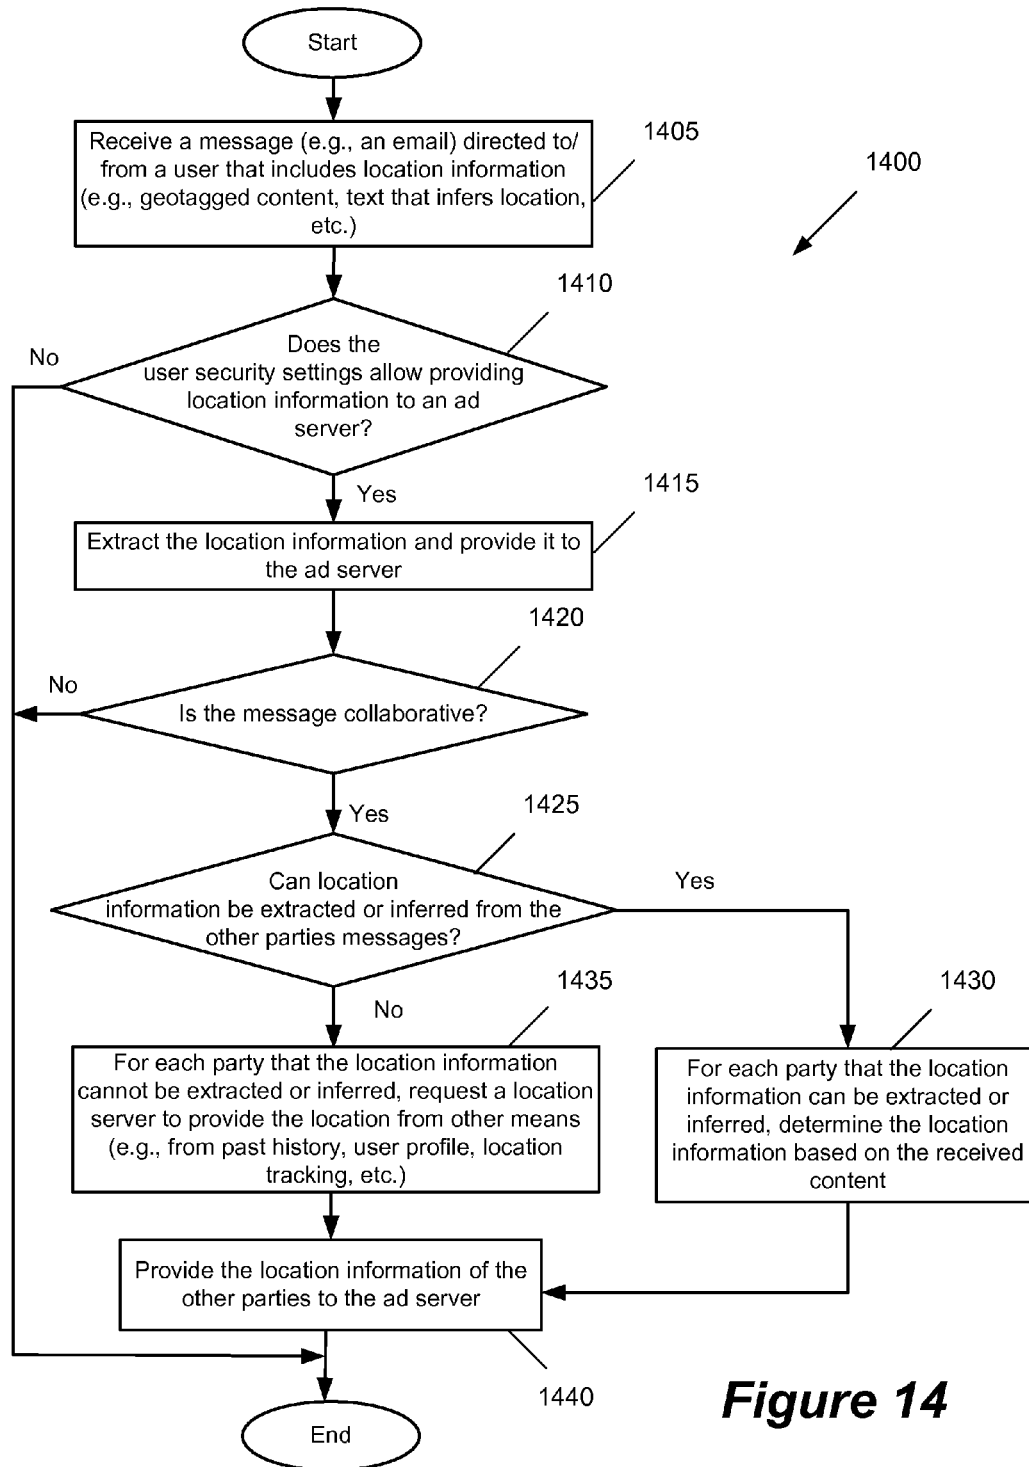 Start
Receive a message (e.g., an email) directed to/
from a user that includes location information
(e.g., geotagged content, text that infers location,
etc.)
1405
1400
1410
Does the
user security settings allow providing
location information to an ad
server?
No
Yes
1415
Extract the location information and provide it to
the ad server
1420
No
Is the message collaborative?
Yes
1425
Can location
information be extracted or inferred from the
other parties messages?
Yes
No
1435
1430
For each party that the location information
cannot be extracted or inferred, request a location
server to provide the location from other means
(e.g., from past history, user profile, location
tracking, etc.)
For each party that the location
information can be extracted or
inferred, determine the location
information based on the received
content
Provide the location information of the
other parties to the ad server
1440
End
Figure 14